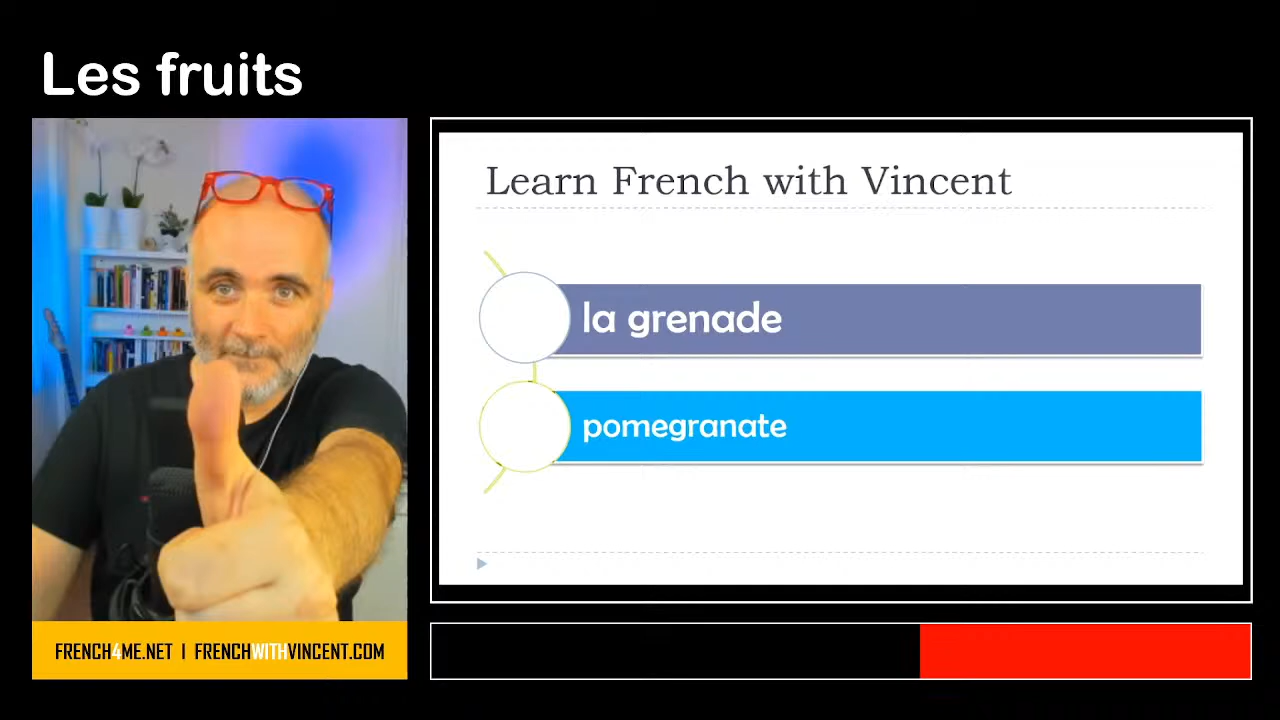 Les fruits
Learn French with Vincent
la grenade
pomegranate
FRENCH4ME.NET | FRENCHWITHVINCENT.COM